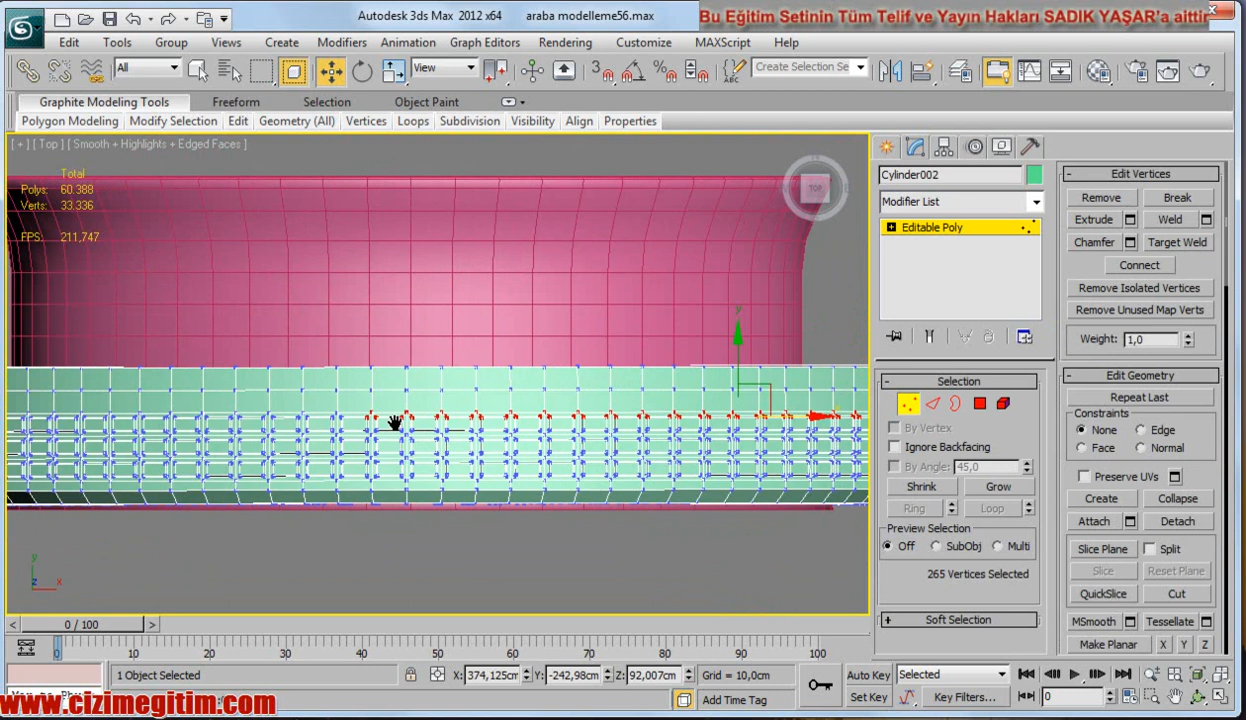 Autodesk 3ds Max 2012 x64 araba modelleme56.max
Bu Eğitim Setinin Tüm Telif ve Yayın Hakları SADIK YAŞAR'a aittir
Edit Tools Group Views Create Modifiers Animation Graph Editors Rendering Customize MAXScript Help
All View 3 Create Selection Se
Graphite Modeling Tools Freeform Selection Object Paint
Polygon Modeling Modify Selection Edit Geometry (All) Vertices Loops Subdivision Visibility Align Properties
[ + ] [ Top ] [ Smooth + Highlights + Edged Faces ]
Total
Polys: 60.388
Verts: 33.336
FPS: 211,747
TOP
y
y
z x
Cylinder002
Modifier List
Editable Poly
- Selection
By Vertex
Ignore Backfacing
By Angle: 45,0
Shrink Grow
Ring Loop
Preview Selection
Off SubObj Multi
265 Vertices Selected
+ Soft Selection
- Edit Vertices
Remove Break
Extrude Weld
Chamfer Target Weld
Connect
Remove Isolated Vertices
Remove Unused Map Verts
Weight: 1,0
- Edit Geometry
Repeat Last
Constraints
None Edge
Face Normal
Preserve UVs
Create Collapse
Attach Detach
Slice Plane Split
Slice Reset Plane
QuickSlice Cut
MSmooth Tessellate
Make Planar X Y Z
< 0 / 100 >
0 10 20 30 40 50 60 70 80 90 100
1 Object Selected X: 374,125cm Y: -242,98cm Z: 92,007cm Grid = 10,0cm Auto Key Selected
Add Time Tag Set Key Key Filters... 0
www.cizimegitim.com